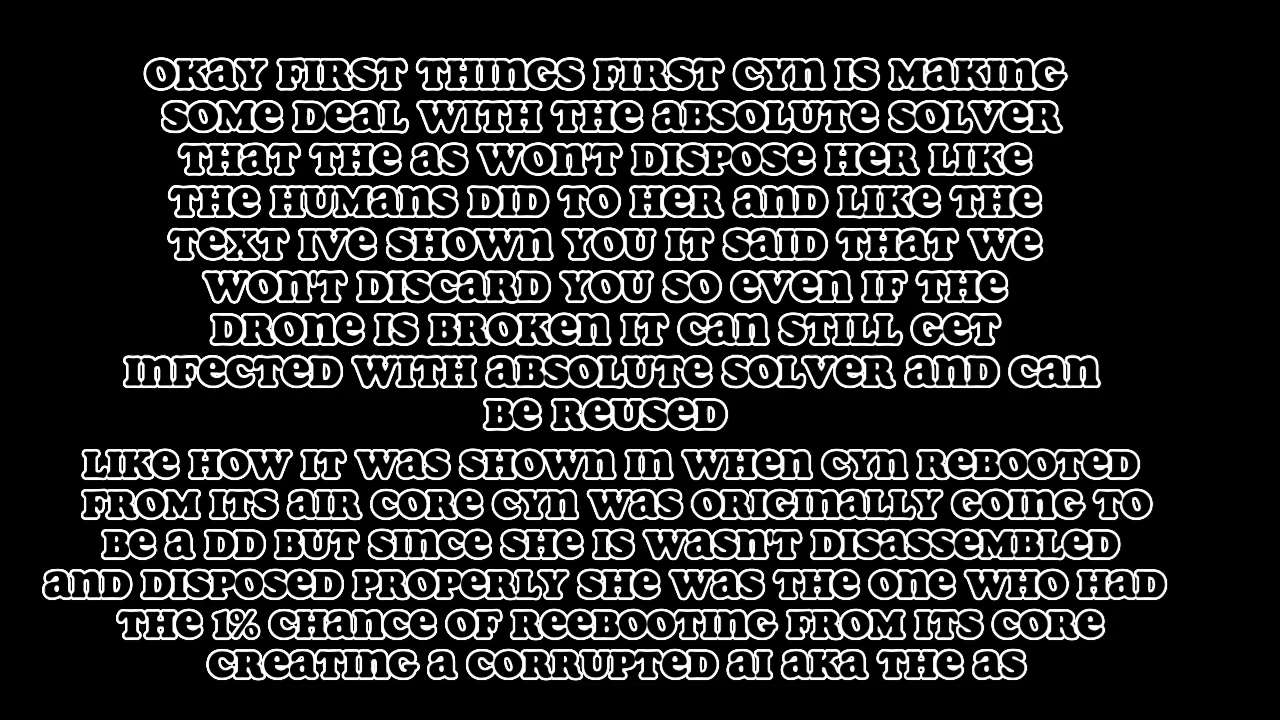 OKAY FIRST THINGS FIRST CYN IS MAKING
SOME DEAL WITH THE ABSOLUTE SOLVER
THAT THE AS WON'T DISPOSE HER LIKE
THE HUMANS DID TO HER AND LIKE THE
TEXT IVE SHOWN YOU IT SAID THAT WE
WON'T DISCARD YOU SO EVEN IF THE
DRONE IS BROKEN IT CAN STILL GET
INFECTED WITH ABSOLUTE SOLVER AND CAN
BE REUSED
LIKE HOW IT WAS SHOWN IN WHEN CYN REBOOTED
FROM ITS AIR CORE CYN WAS ORIGINALLY GOING TO
BE A DD BUT SINCE SHE IS WASN'T DISASSEMBLED
AND DISPOSED PROPERLY SHE WAS THE ONE WHO HAD
THE 1% CHANCE OF REEBOOTING FROM ITS CORE
CREATING A CORRUPTED AI AKA THE AS